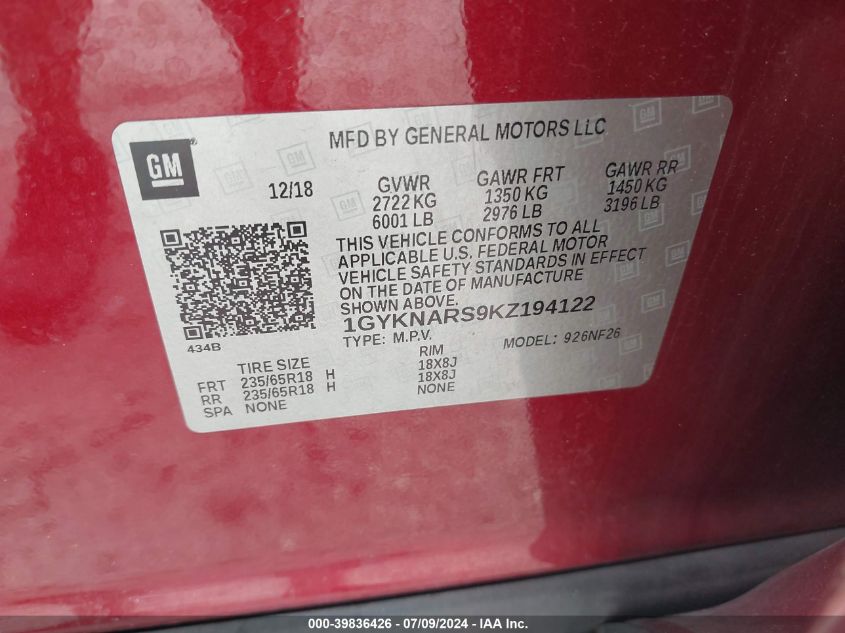 MFD BY GENERAL MOTORS LLC
GM
12/18
GVWR GAWR FRT GAWR RR
2722 KG 1350 KG 1450 KG
6001 LB 2976 LB 3196 LB
THIS VEHICLE CONFORMS TO ALL
APPLICABLE U.S. FEDERAL MOTOR
VEHICLE SAFETY STANDARDS IN EFFECT
ON THE DATE OF MANUFACTURE
SHOWN ABOVE.
1GYKNARS9KZ194122
434B
TYPE: M.P.V. MODEL: 926NF26
TIRE SIZE RIM
FRT 235/65R18 H 18X8J
RR 235/65R18 H 18X8J
SPA NONE NONE
000-39836426 - 07/09/2024 - IAA Inc.